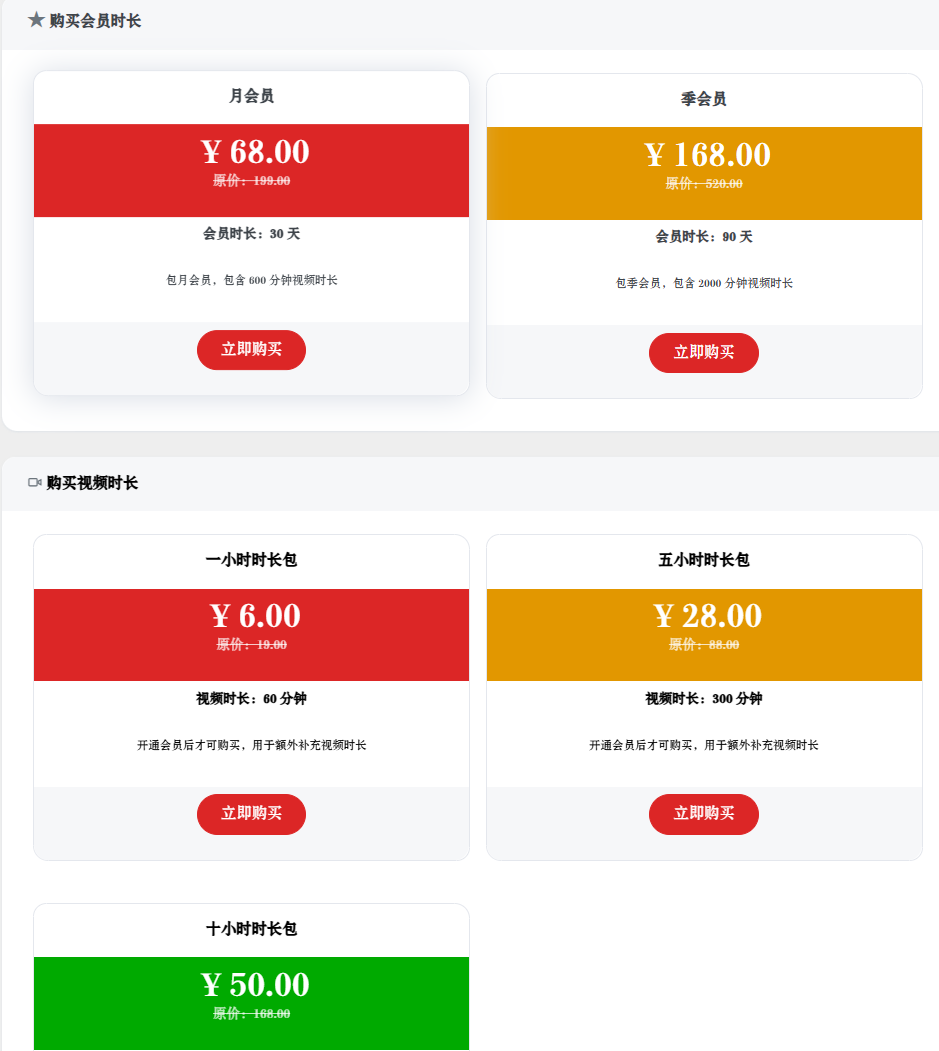 购买会员时长
月会员
¥ 68.00
原价：199.00
会员时长：30 天
包月会员，包含 600 分钟视频时长
立即购买
季会员
¥ 168.00
原价：520.00
会员时长：90 天
包季会员，包含 2000 分钟视频时长
立即购买
购买视频时长
一小时时长包
¥ 6.00
原价：19.00
视频时长：60 分钟
开通会员后才可购买，用于额外补充视频时长
立即购买
五小时时长包
¥ 28.00
原价：88.00
视频时长：300 分钟
开通会员后才可购买，用于额外补充视频时长
立即购买
十小时时长包
¥ 50.00
原价：168.00